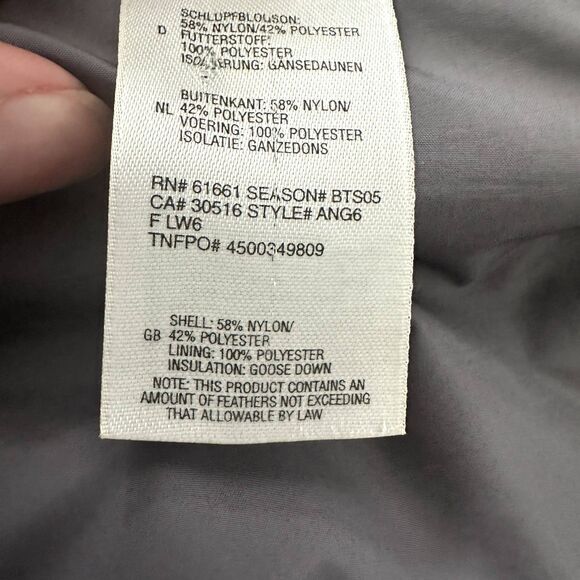 SCHLUPFBLOUSON:
58% NYLON/42% POLYESTER
D FUTTERSTOFF:
100% POLYESTER
GÄNSEDAUNEN
BUITENKANT: 58% NYLON/
NL 42% POLYESTER
VOERING: 100% POLYESTER
ISOLATIE: GANZEDONS
RN# 61661 SEASON# BTS05
CA# 30516 STYLE# ANG6
F LW6
TNFPO# 4500349809
SHELL: 58% NYLON/
GB 42% POLYESTER
LINING: 100% POLYESTER
INSULATION: GOOSE DOWN
NOTE: THIS PRODUCT CONTAINS AN
AMOUNT OF FEATHERS NOT EXCEEDING
THAT ALLOWABLE BY LAW